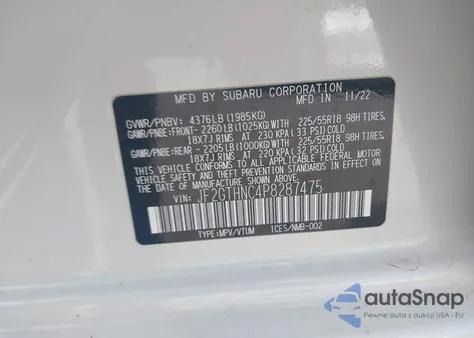 MFD BY SUBARU CORPORATION
MFD IN 11/22
GVWR/PNBV: 4376LB (1985KG)
GAWR/PNBE:FRONT-2260LB(1025KG)WITH 225/55R18 98H TIRES,
18X7J RIMS AT 230 KPA(33 PSI)COLD
GAWR/PNBE:REAR -2205LB(1000KG)WITH 225/55R18 98H TIRES,
18X7J RIMS AT 220 KPA(32 PSI)COLD
THIS VEHICLE CONFORMS TO ALL APPLICABLE FEDERAL MOTOR
VEHICLE SAFETY, BUMPER, AND THEFT PREVENTION STANDARDS
IN EFFECT ON THE DATE OF MANUFACTURE SHOWN ABOVE.
VIN: JF2GTHNC4P8287475
TYPE:MPV/VTUM ICES/NMB-002
autoSnap
Pewne auta z aukcji USA i EU